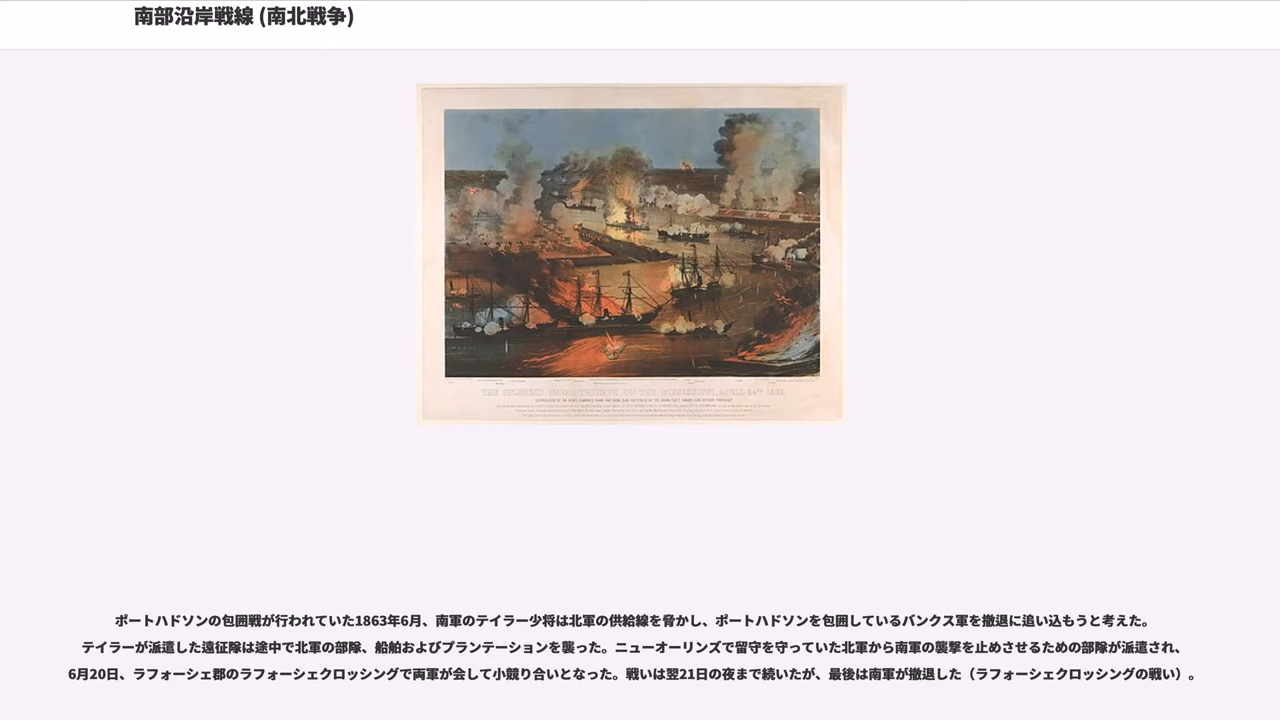 南部沿岸戦線 (南北戦争)
THE SPLENDID NAVAL TRIUMPH ON THE MISSISSIPPI, APRIL 24TH 1862.
ポートハドソンの包囲戦が行われていた1863年6月、南軍のテイラー少将は北軍の供給線を脅かし、ポートハドソンを包囲しているバンクス軍を撤退に追い込もうと考えた。
テイラーが派遣した遠征隊は途中で北軍の部隊、船舶およびプランテーションを襲った。ニューオーリンズで留守を守っていた北軍から南軍の襲撃を止めさせるための部隊が派遣され、
6月20日、ラフォーシェ郡のラフォーシェクロッシングで両軍が会して小競り合いとなった。戦いは翌21日の夜まで続いたが、最後は南軍が撤退した（ラフォーシェクロッシングの戦い）。